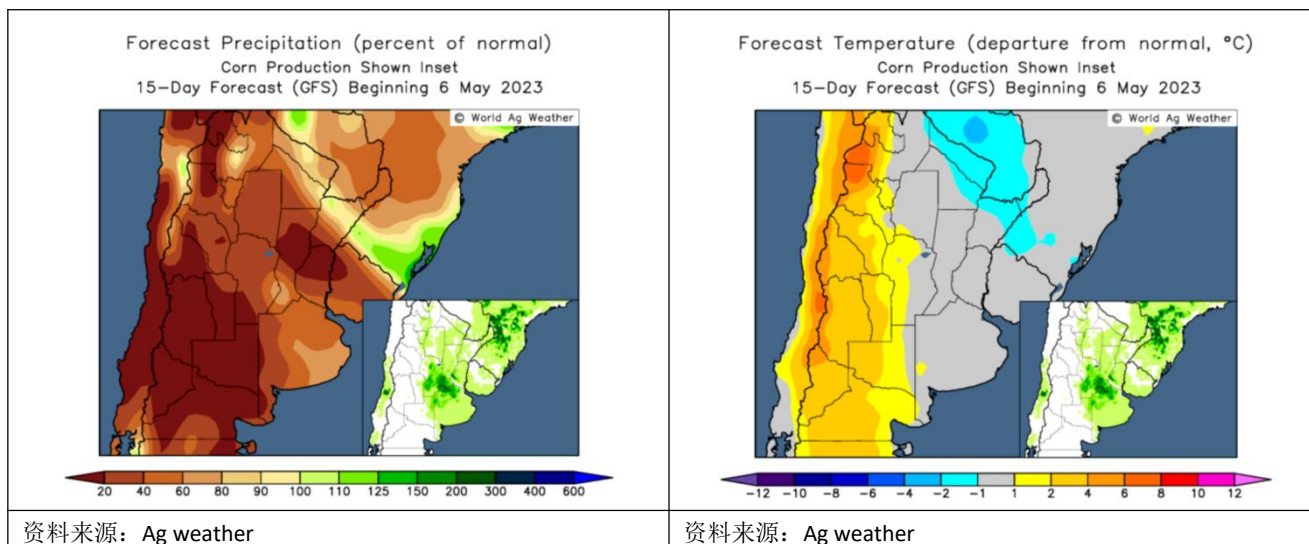 Forecast Precipitation (percent of normal)
Corn Production Shown Inset
15-Day Forecast (GFS) Beginning 6 May 2023
© World Ag Weather
20 40 60 80 90 100 110 125 150 200 300 400 600
资料来源：Ag weather
Forecast Temperature (departure from normal, °C)
Corn Production Shown Inset
15-Day Forecast (GFS) Beginning 6 May 2023
© World Ag Weather
-12 -10 -8 -6 -4 -2 -1 1 2 4 6 8 10 12
资料来源：Ag weather